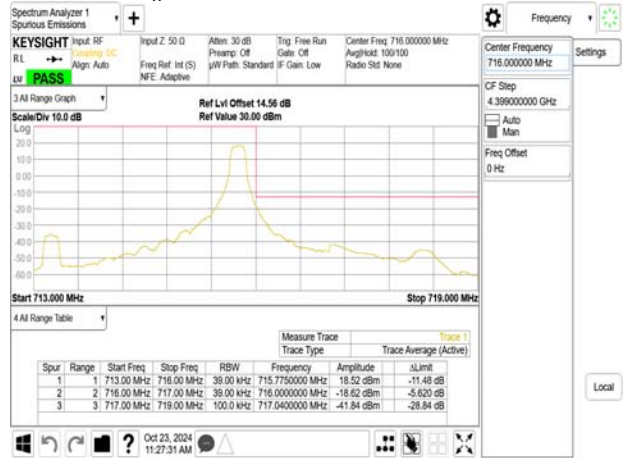 Spectrum Analyzer 1
Spurious Emissions
KEYSIGHT
RL
PASS
Input: RF
Coupling: DC
Align: Auto
Input Z: 50 Ω
Freq Ref: Int (S)
NFE: Adaptive
Atten: 30 dB
Preamp: Off
µW Path: Standard
Trig: Free Run
Gate: Off
IF Gain: Low
Center Freq: 716.000000 MHz
Avg|Hold: 100/100
Radio Std: None
3 All Range Graph
Scale/Div 10.0 dB
Ref Lvl Offset 14.56 dB
Ref Value 30.00 dBm
Log
20.0
10.0
0.00
-10.0
-20.0
-30.0
-40.0
-50.0
-60.0
Start 713.000 MHz
Stop 719.000 MHz
4 All Range Table
Measure Trace Trace 1
Trace Type Trace Average (Active)
Spur Range Start Freq Stop Freq RBW Frequency Amplitude ΔLimit
1 1 713.00 MHz 716.00 MHz 39.00 kHz 715.7750000 MHz 18.52 dBm -11.48 dB
2 2 716.00 MHz 717.00 MHz 39.00 kHz 716.0000000 MHz -18.62 dBm -5.620 dB
3 3 717.00 MHz 719.00 MHz 100.0 kHz 717.0400000 MHz -41.84 dBm -28.84 dB
Oct 23, 2024
11:27:31 AM
Frequency
Center Frequency
716.000000 MHz
Settings
CF Step
4.399000000 GHz
Auto
Man
Freq Offset
0 Hz
Local